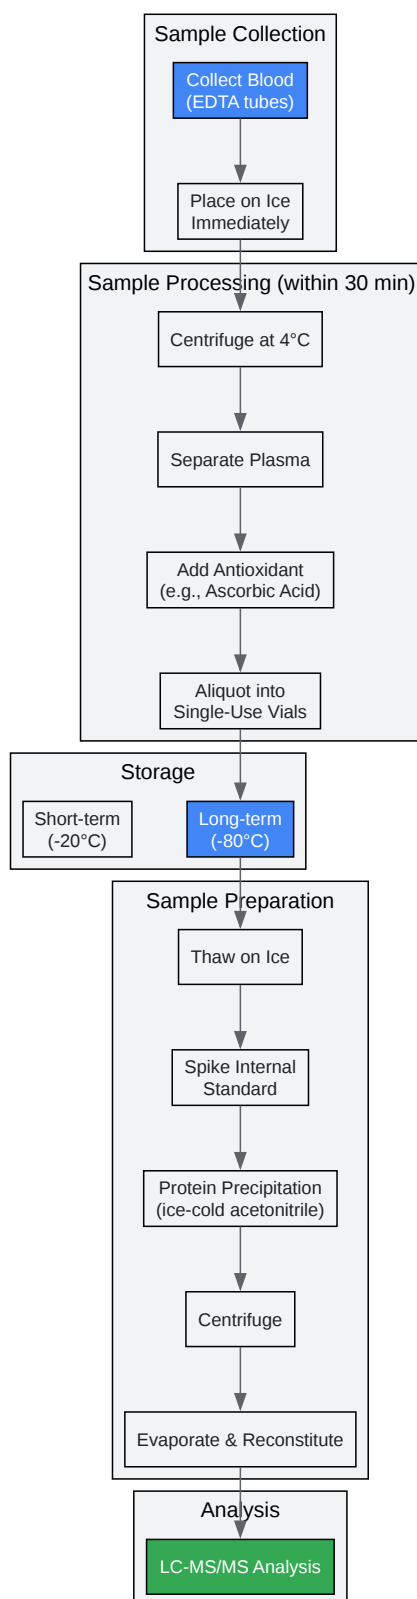 Sample Collection
Collect Blood
(EDTA tubes)
Place on Ice
Immediately
Sample Processing (within 30 min)
Centrifuge at 4°C
Separate Plasma
Add Antioxidant
(e.g., Ascorbic Acid)
Aliquot into
Single-Use Vials
Storage
Short-term
(-20°C)
Long-term
(-80°C)
Sample Preparation
Thaw on Ice
Spike Internal
Standard
Protein Precipitation
(ice-cold acetonitrile)
Centrifuge
Evaporate & Reconstitute
Analysis
LC-MS/MS Analysis